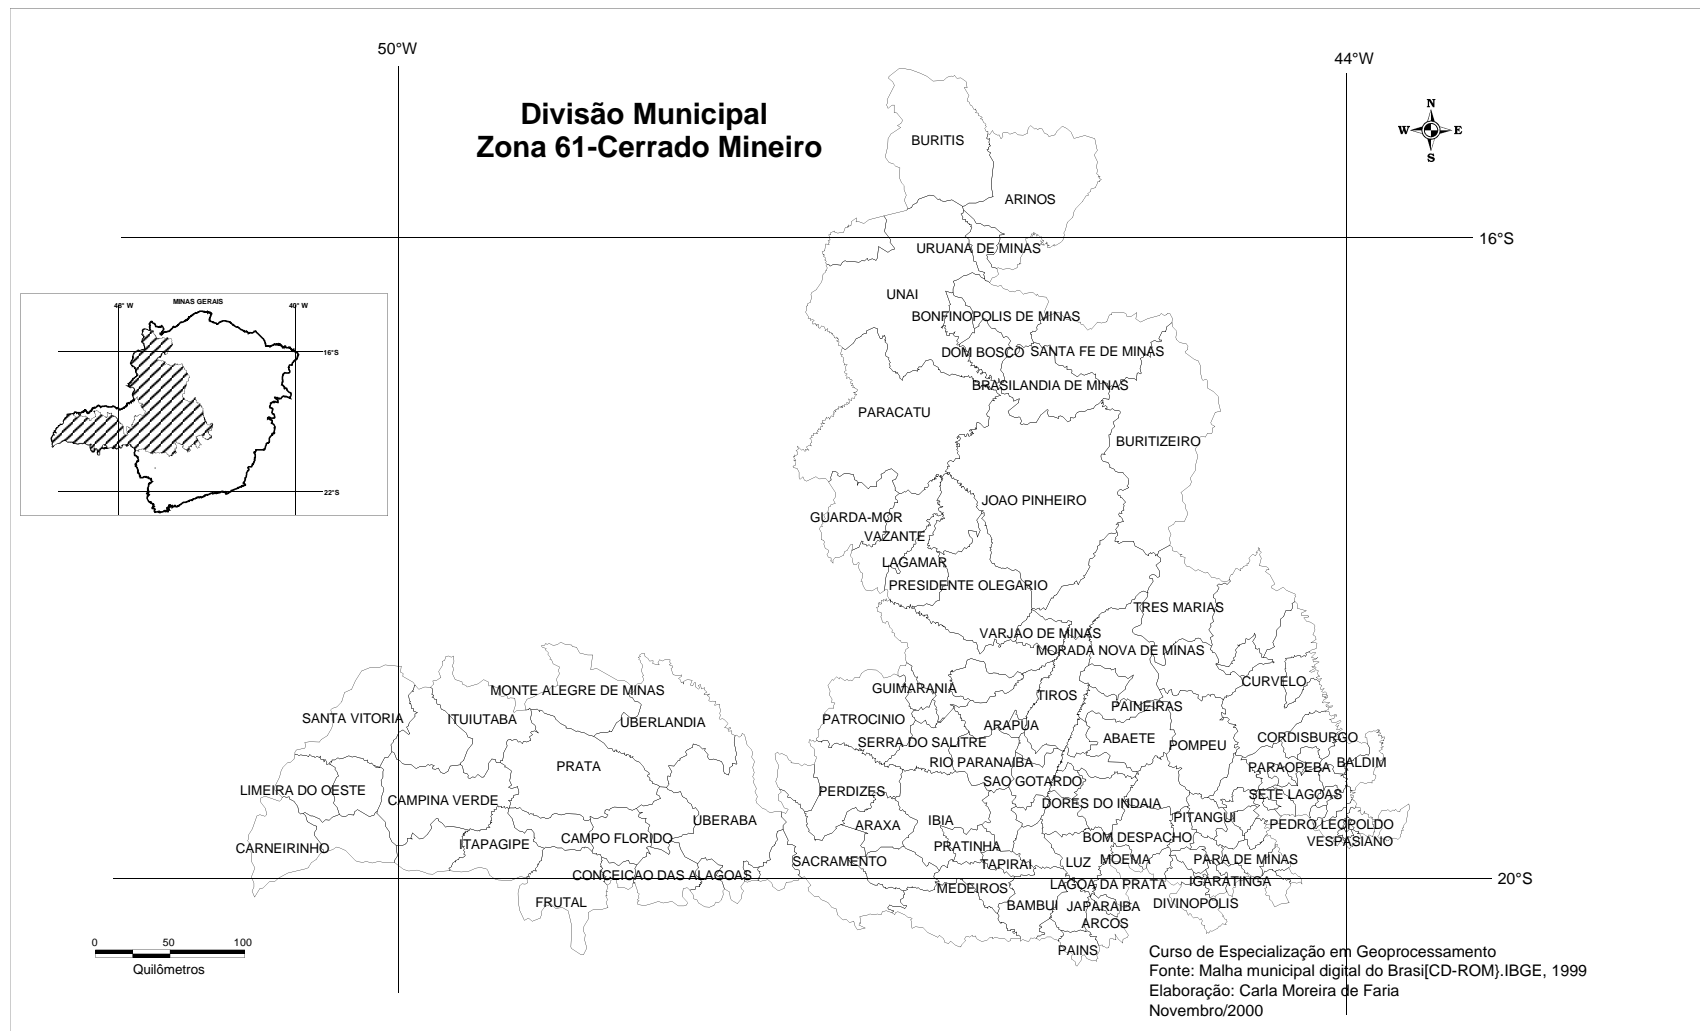 50°W
44°W
Divisão Municipal
Zona 61-Cerrado Mineiro
N
W E
S
BURITIS
ARINOS
16°S
URUANA DE MINAS
UNAI
MINAS GERAIS
46° W
40° W
16°S
22°S
BONFINOPOLIS DE MINAS
DOM BOSCO
SANTA FE DE MINAS
BRASILANDIA DE MINAS
PARACATU
BURITIZEIRO
JOAO PINHEIRO
GUARDA-MOR
VAZANTE
LAGAMAR
PRESIDENTE OLEGARIO
TRES MARIAS
VARJAO DE MINAS
MORADA NOVA DE MINAS
GUIMARANIA
TIROS
CURVELO
MONTE ALEGRE DE MINAS
PAINEIRAS
SANTA VITORIA
ITUIUTABA
UBERLANDIA
PATROCINIO
ARAPUA
SERRA DO SALITRE
ABAETE
POMPEU
CORDISBURGO
RIO PARANAIBA
PRATA
PARAOPEBA
BALDIM
SAO GOTARDO
LIMEIRA DO OESTE
CAMPINA VERDE
PERDIZES
SETE LAGOAS
DORES DO INDAIA
UBERABA
ARAXA
IBIA
PITANGUI
PEDRO LEOPOLDO
CARNEIRINHO
ITAPAGIPE
CAMPO FLORIDO
PRATINHA
BOM DESPACHO
VESPASIANO
SACRAMENTO
TAPIRAI
LUZ
MOEMA
PARA DE MINAS
CONCEICAO DAS ALAGOAS
MEDEIROS
LAGOA DA PRATA
IGARATINGA
20°S
FRUTAL
BAMBUI
JAPARAIBA
DIVINOPOLIS
ARCOS
PAINS
0 50 100
Quilômetros
Curso de Especialização em Geoprocessamento
Fonte: Malha municipal digital do Brasi[CD-ROM}.IBGE, 1999
Elaboração: Carla Moreira de Faria
Novembro/2000